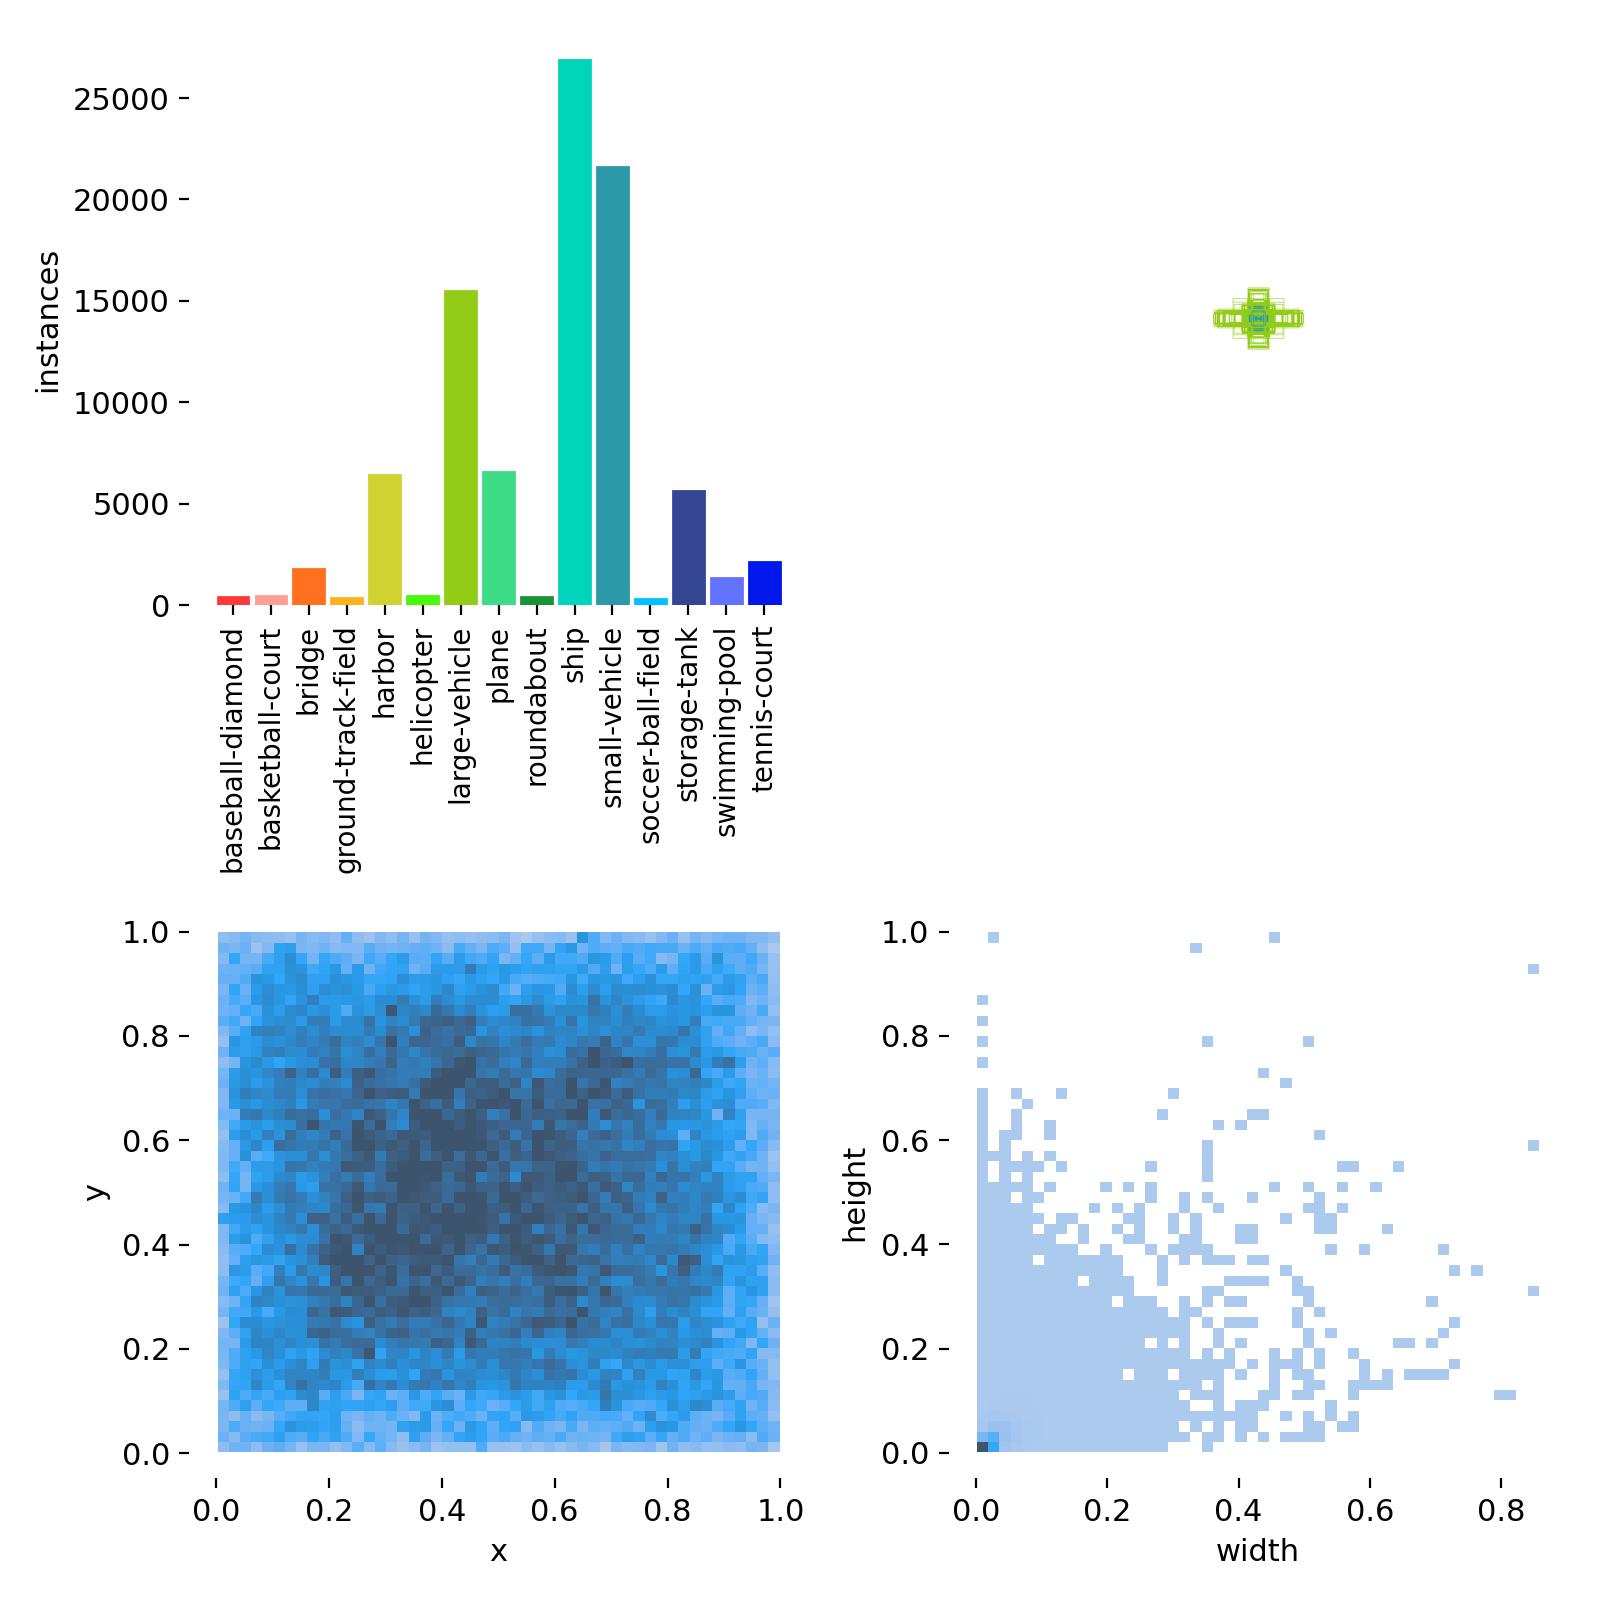 25000
20000
15000
10000
5000
0
instances
baseball-diamond
basketball-court
bridge
ground-track-field
harbor
helicopter
large-vehicle
plane
roundabout
ship
small-vehicle
soccer-ball-field
storage-tank
swimming-pool
tennis-court
1.0
0.8
0.6
0.4
0.2
0.0
y
0.0 0.2 0.4 0.6 0.8 1.0
x
1.0
0.8
0.6
0.4
0.2
0.0
height
0.0 0.2 0.4 0.6 0.8
width